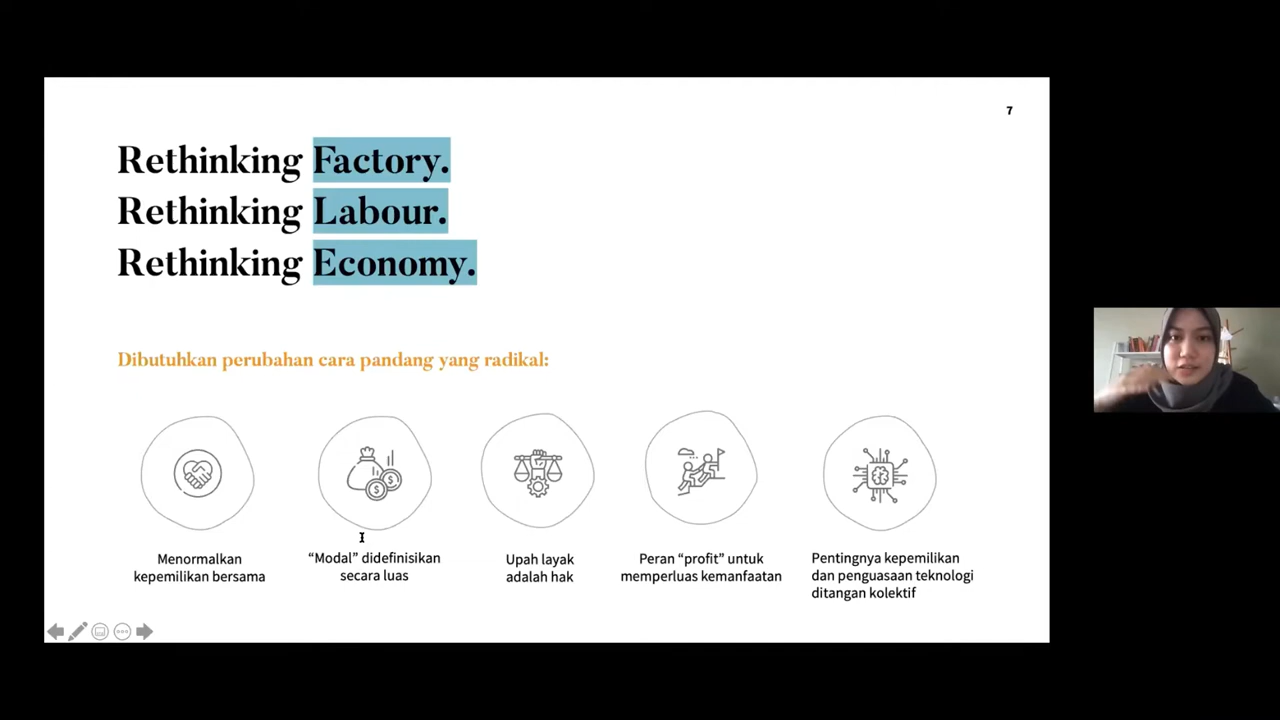 7
Rethinking Factory.
Rethinking Labour.
Rethinking Economy.
Dibutuhkan perubahan cara pandang yang radikal:
Menormalkan
kepemilikan bersama
“Modal” didefinisikan
secara luas
Upah layak
adalah hak
Peran “profit” untuk
memperluas kemanfaatan
Pentingnya kepemilikan
dan penguasaan teknologi
ditangan kolektif